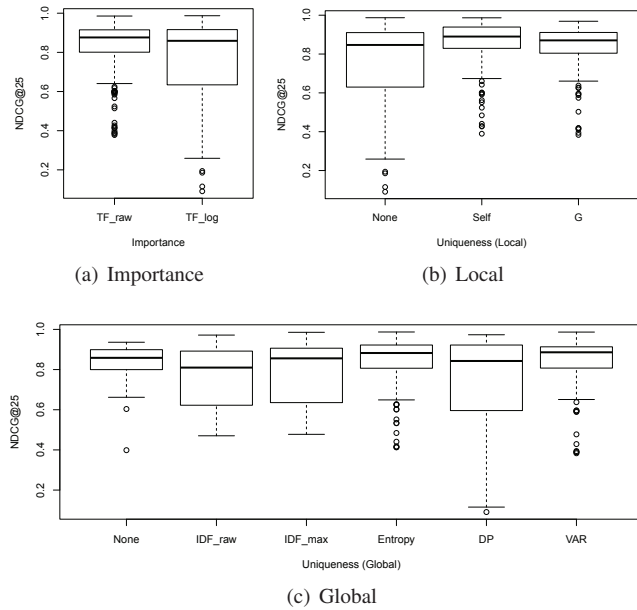 1.0
0.8
0.6
0.4
0.2
NDCG@25
TF_raw
TF_log
Importance
(a) Importance
1.0
0.8
0.6
0.4
0.2
NDCG@25
None
Self
G
Uniqueness (Local)
(b) Local
1.0
0.8
0.6
0.4
0.2
NDCG@25
None
IDF_raw
IDF_max
Entropy
DP
VAR
Uniqueness (Global)
(c) Global